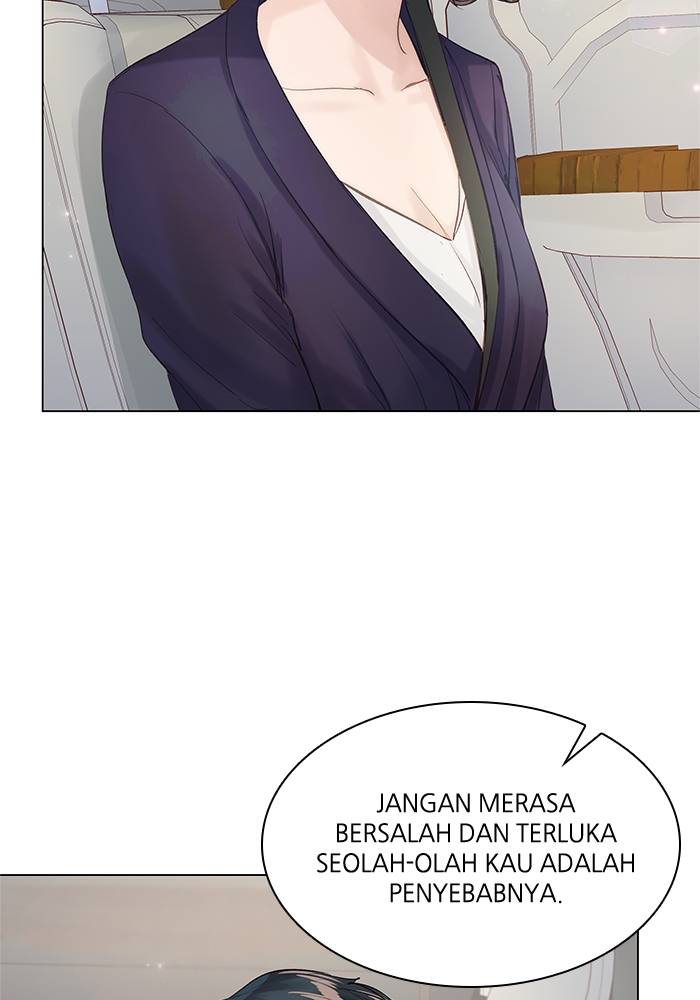 JANGAN MERASA
BERSALAH DAN TERLUKA
SEOLAH-OLAH KAU ADALAH
PENYEBABNYA.